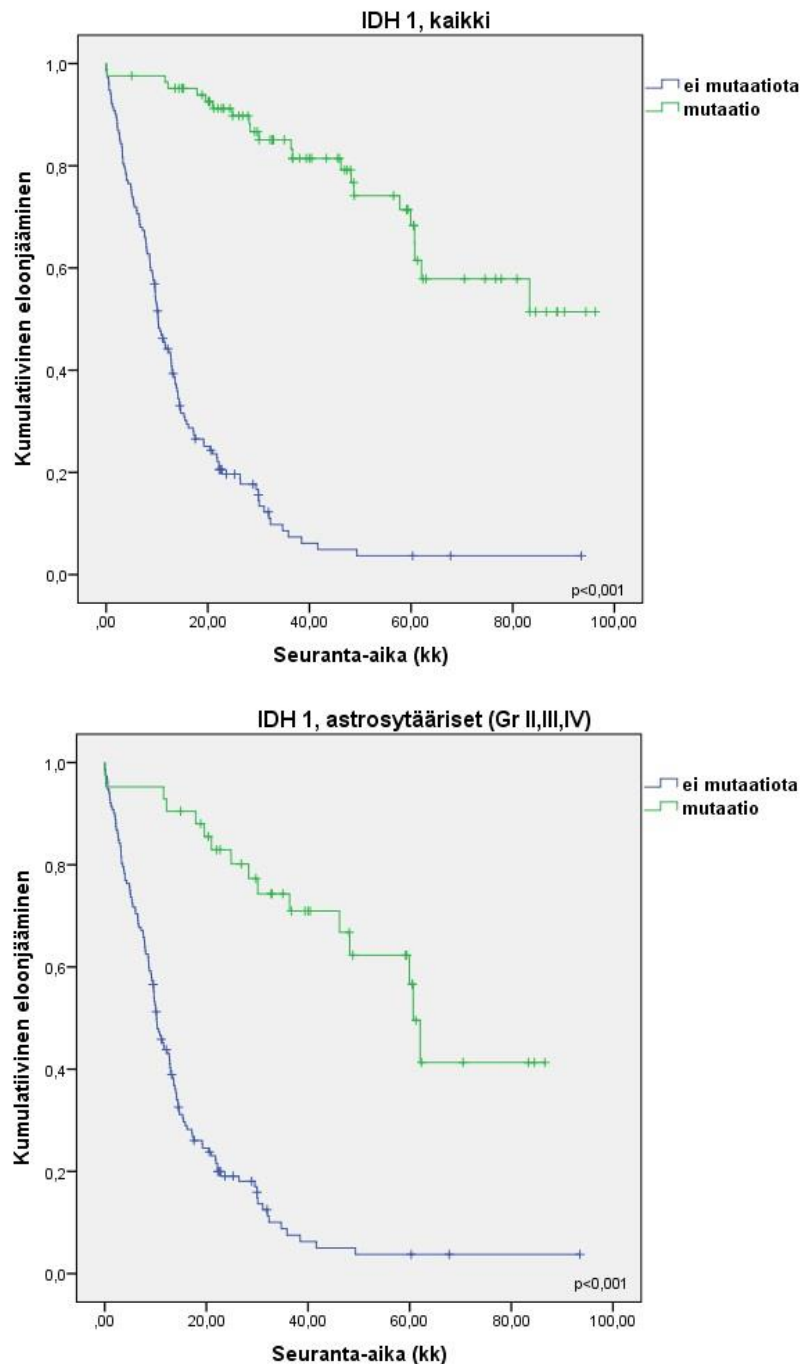 IDH 1, kaikki
ei mutaatiota
mutaatio
Kumulatiivinen eloonjääminen
1,0
0,8
0,6
0,4
0,2
0,0
p<0,001
,00 20,00 40,00 60,00 80,00 100,00
Seuranta-aika (kk)
IDH 1, astrosytääriset (Gr II,III,IV)
ei mutaatiota
mutaatio
Kumulatiivinen eloonjääminen
1,0
0,8
0,6
0,4
0,2
0,0
p<0,001
,00 20,00 40,00 60,00 80,00 100,00
Seuranta-aika (kk)